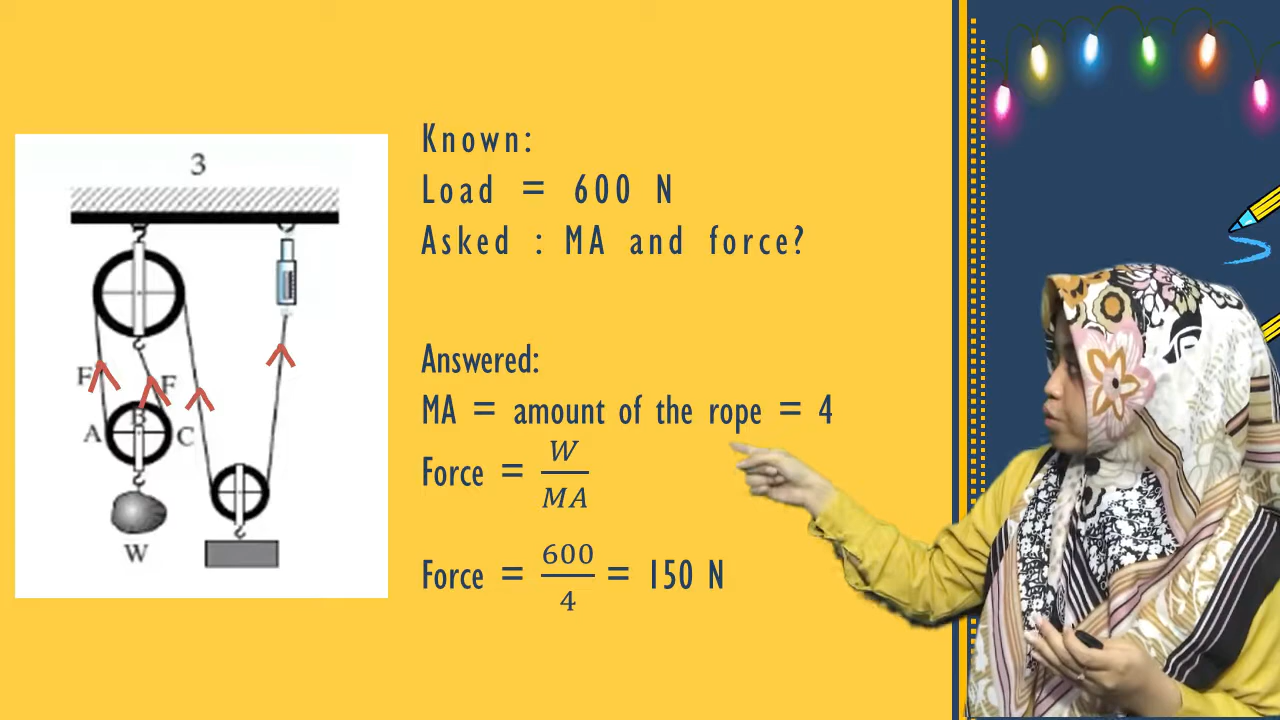 3
F
F
B
A
C
W
Known:
Load = 600 N
Asked : MA and force?
Answered:
MA = amount of the rope = 4
Force = W/MA
Force = 600/4 = 150 N